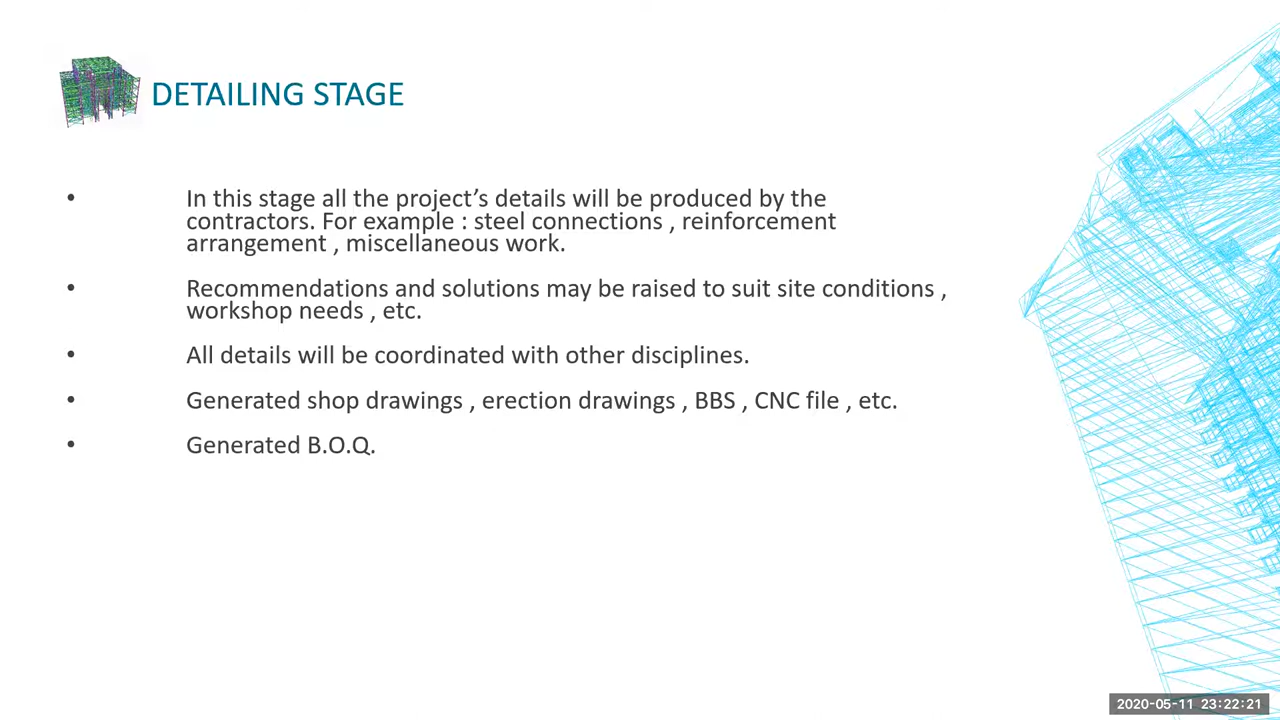 DETAILING STAGE
• In this stage all the project’s details will be produced by the
contractors. For example : steel connections , reinforcement
arrangement , miscellaneous work.
• Recommendations and solutions may be raised to suit site conditions ,
workshop needs , etc.
• All details will be coordinated with other disciplines.
• Generated shop drawings , erection drawings , BBS , CNC file , etc.
• Generated B.O.Q.
2020-05-11 23:22:21